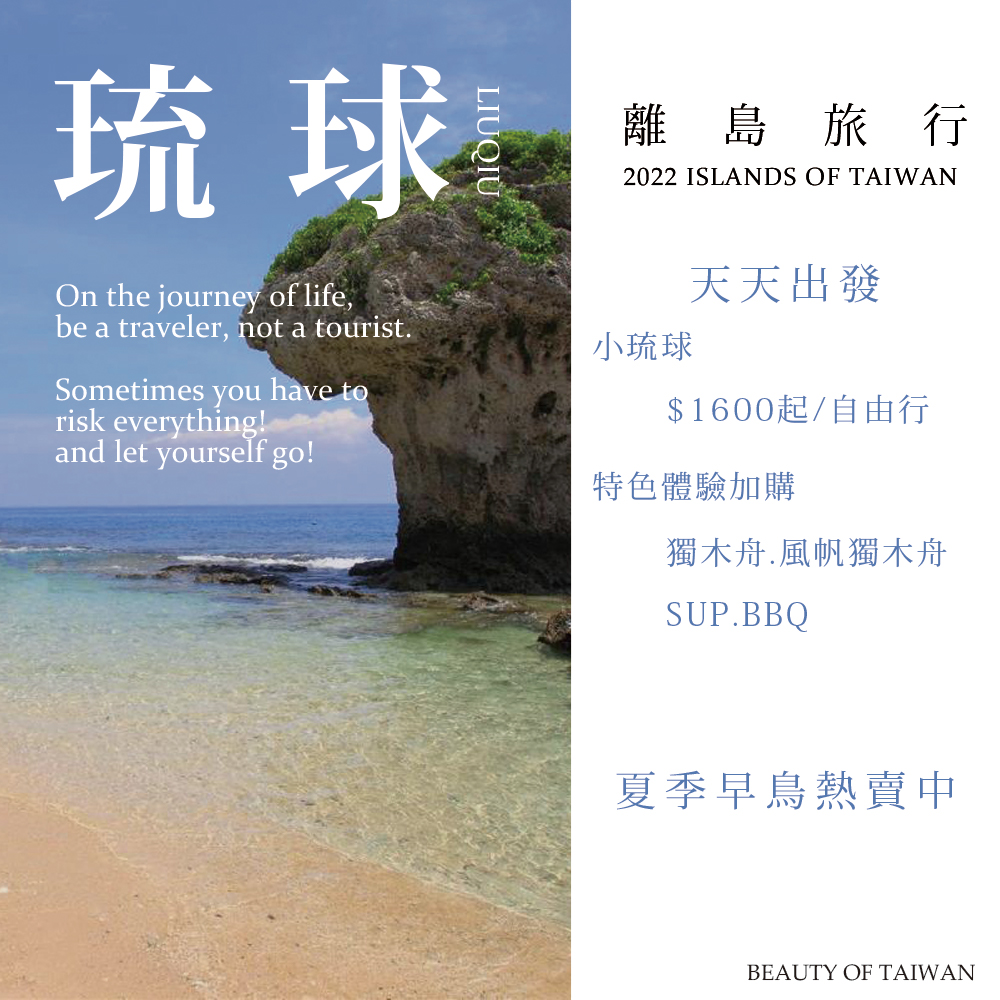 琉球
LIUQIU
On the journey of life,
be a traveler, not a tourist.
Sometimes you have to
risk everything!
and let yourself go!
離島旅行
2022 ISLANDS OF TAIWAN
天天出發
小琉球
$1600起/自由行
特色體驗加購
獨木舟.風帆獨木舟
SUP.BBQ
夏季早鳥熱賣中
BEAUTY OF TAIWAN